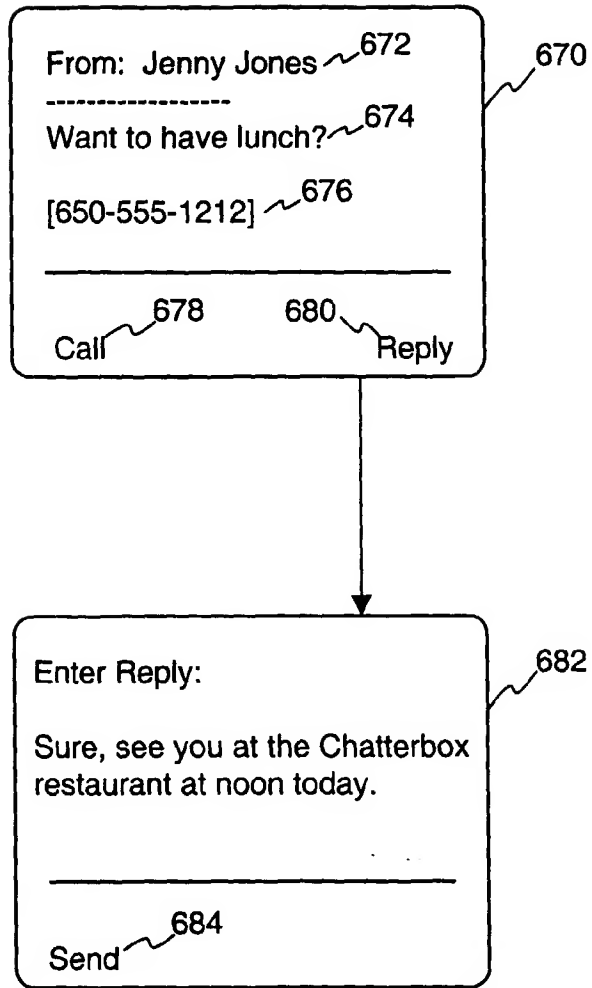 From: Jenny Jones 672
670
------------------
Want to have lunch? 674
[650-555-1212] 676
678 680
Call Reply
682
Enter Reply:
Sure, see you at the Chatterbox
restaurant at noon today.
684
Send